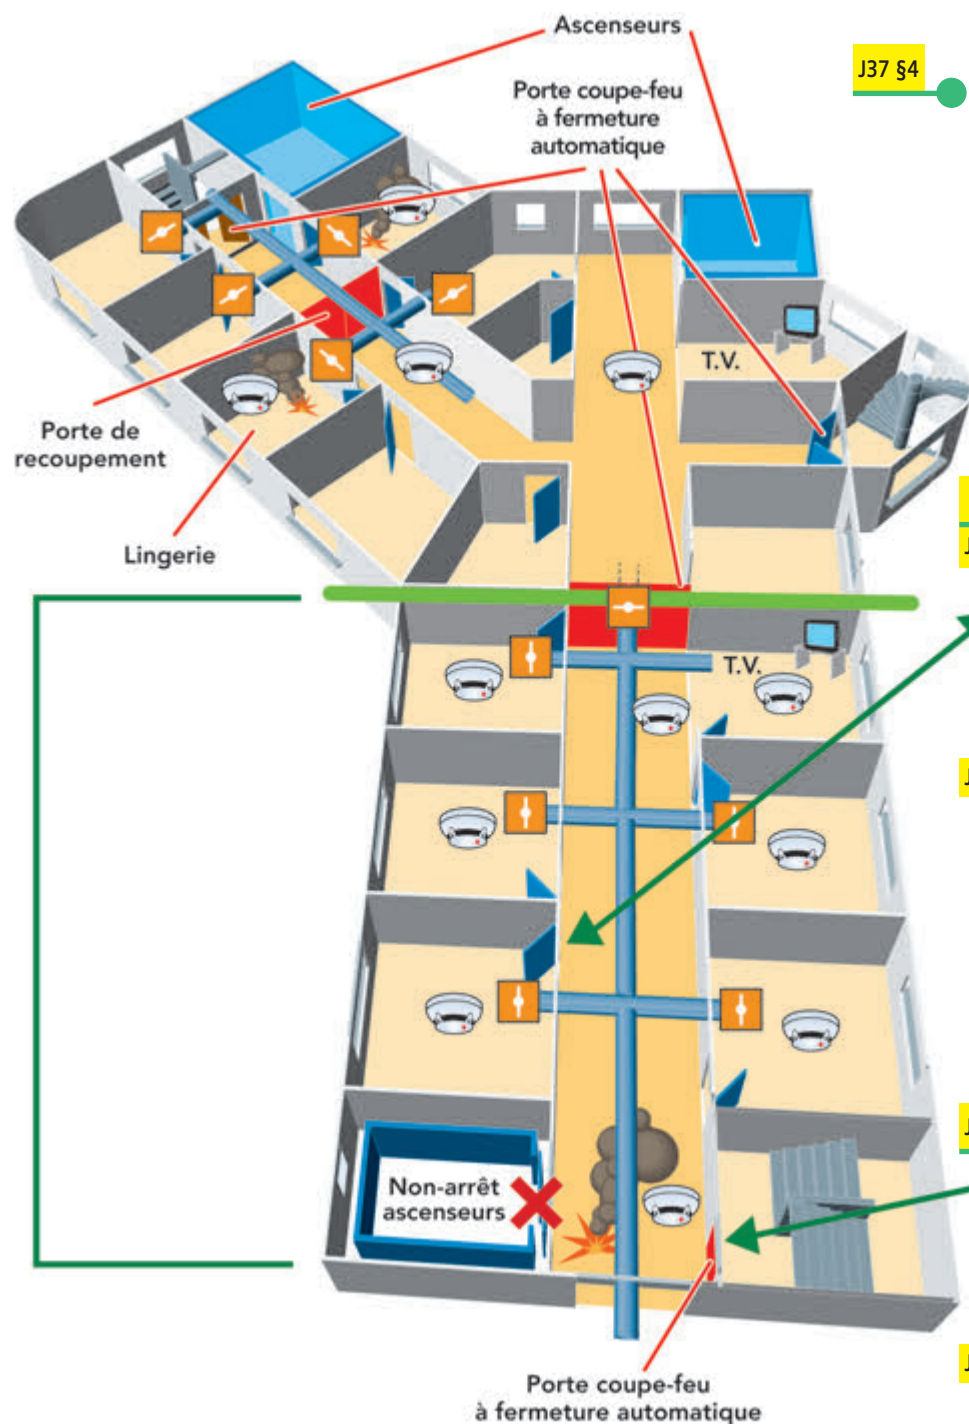 Ascenseurs
J37 §4
Porte coupe-feu
à fermeture
automatique
T.V.
Porte de
recoupement
Lingerie
J
T.V.
J
J
Non-arrêt
ascenseurs
J
Porte coupe-feu
à fermeture automatique